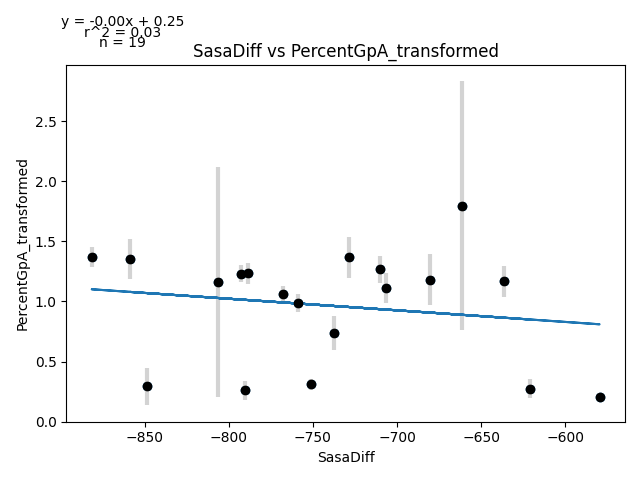 y = -0.00x + 0.25
r^2 = 0.03
n = 19
SasaDiff vs PercentGpA_transformed
PercentGpA_transformed
2.5
2.0
1.5
1.0
0.5
0.0
−850
−800
−750
−700
−650
−600
SasaDiff